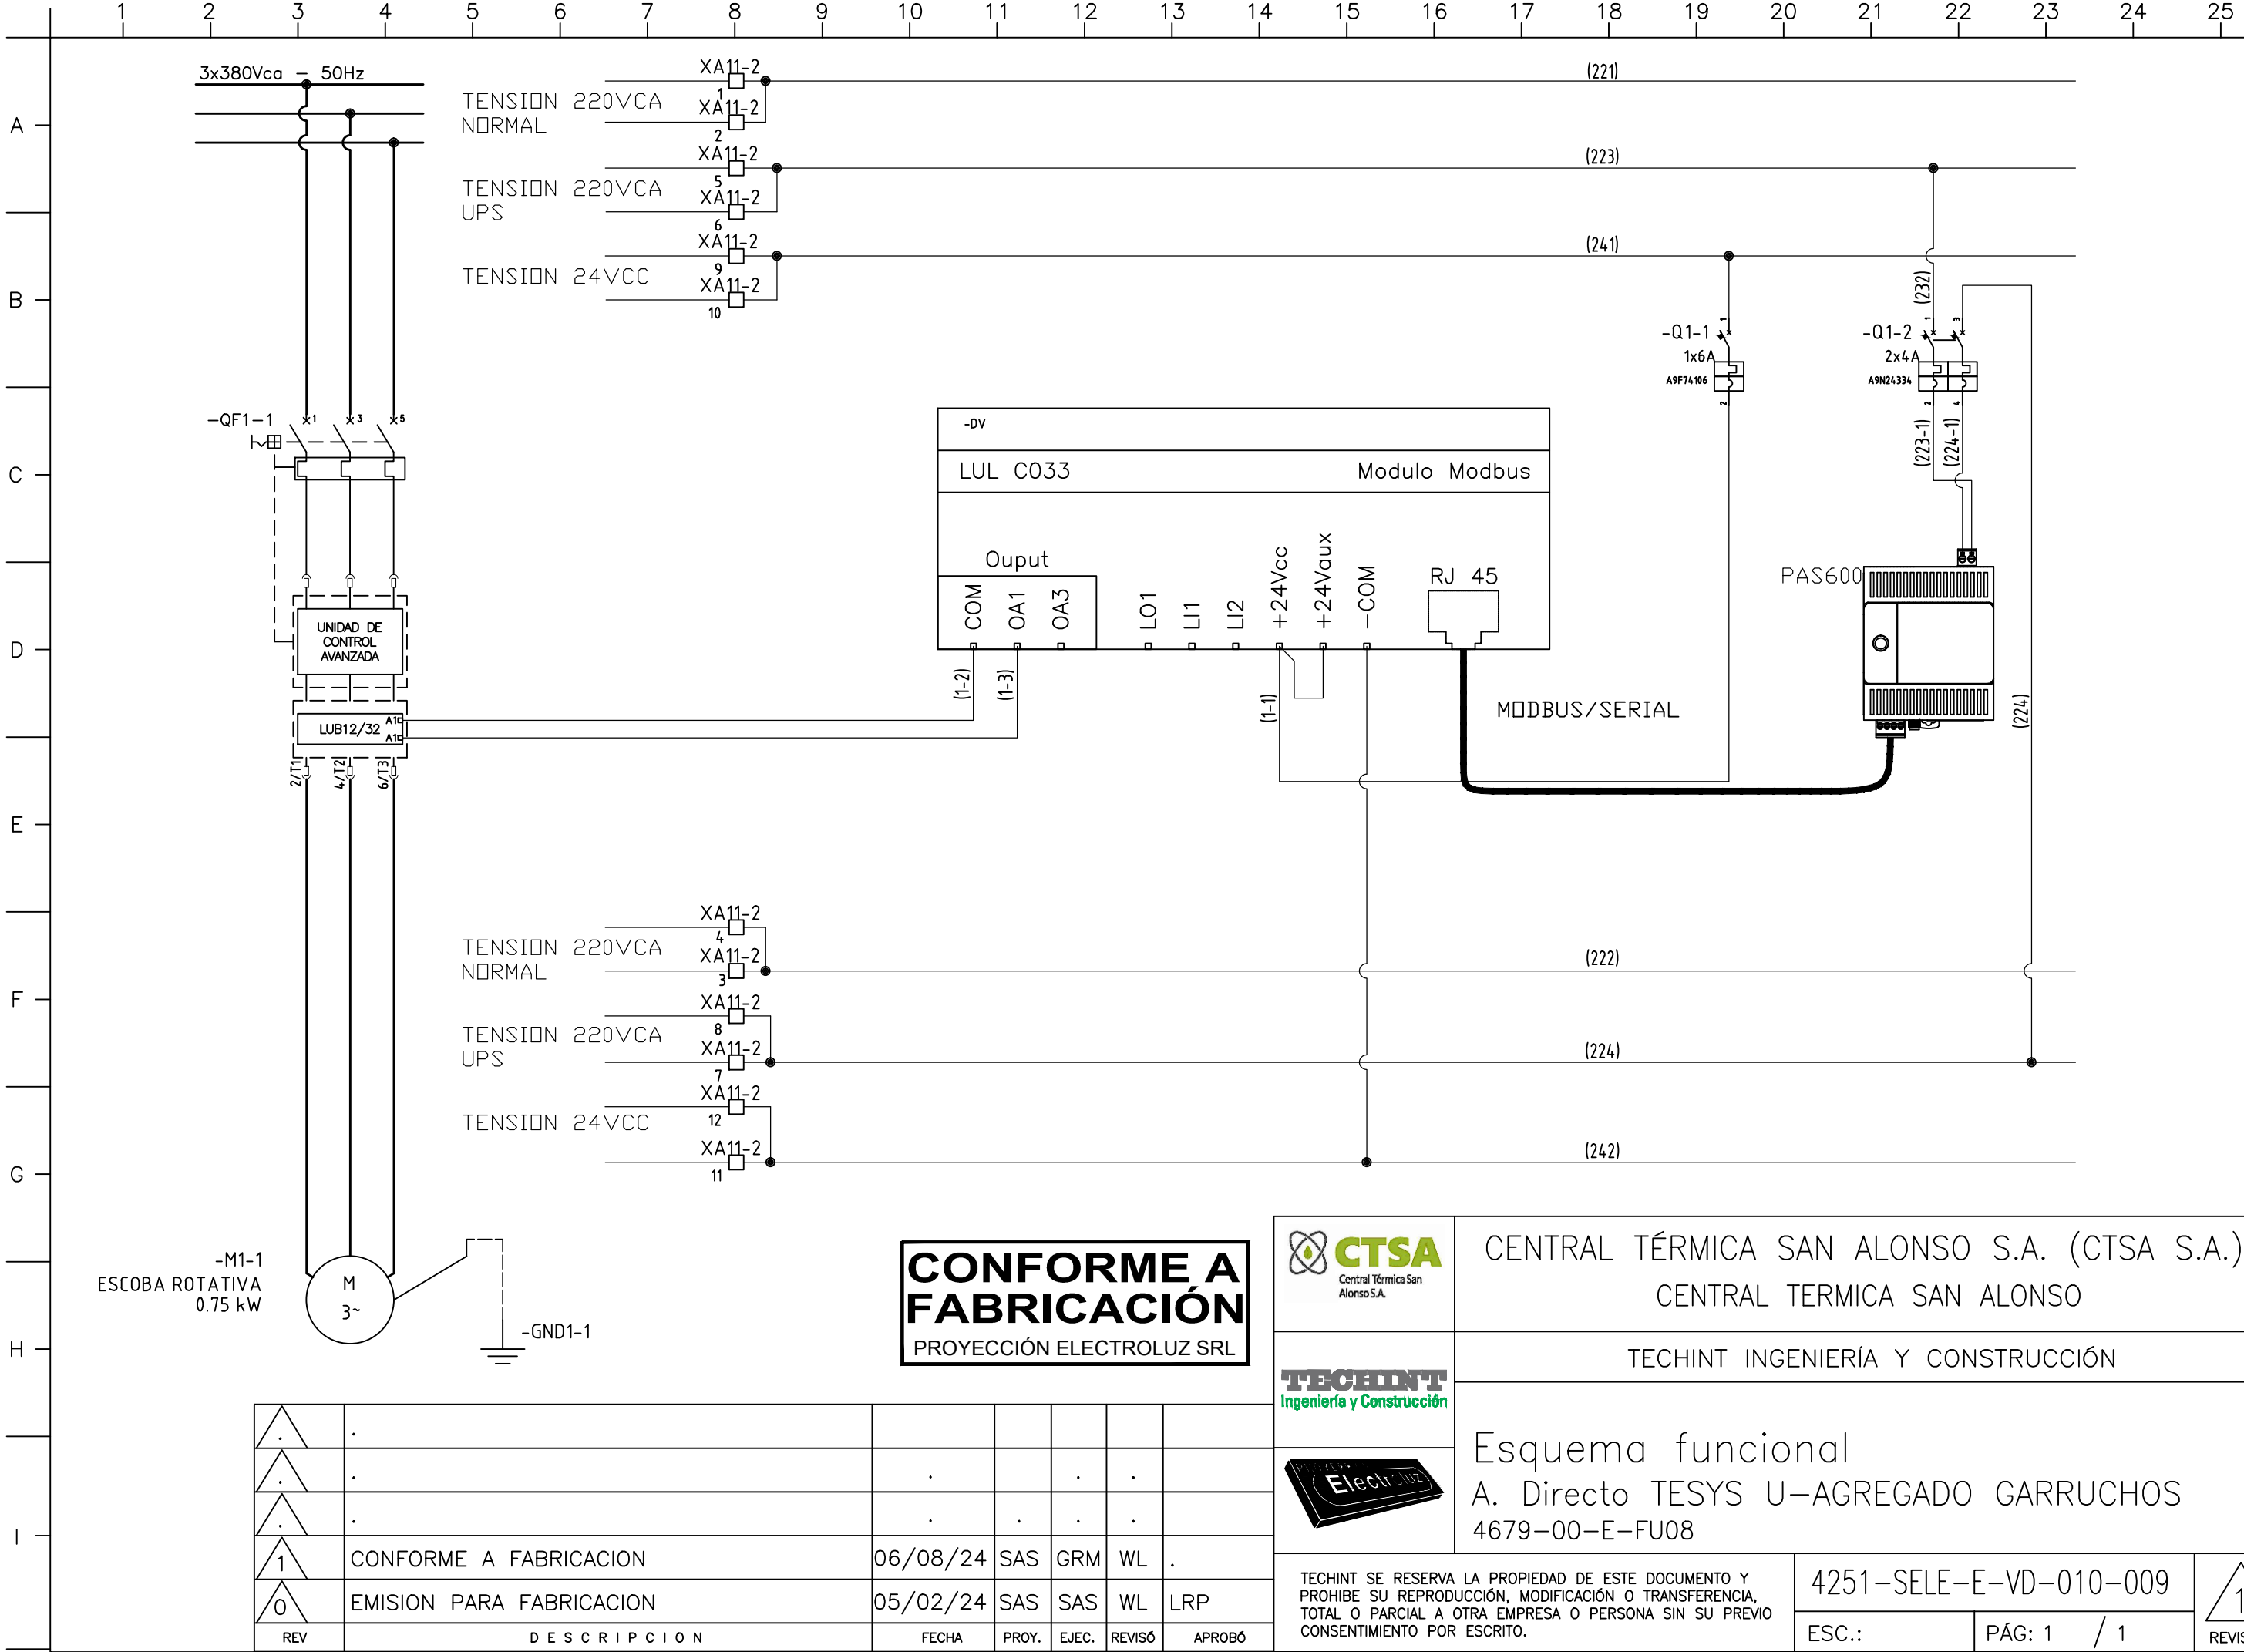 1 2 3 4 5 6 7 8 9 10 11 12 13 14 15 16 17 18 19 20 21 22 23 24 25
A
B
C
D
E
F
G
H
I
3x380Vca - 50Hz
TENSION 220VCA
NORMAL
XA11-2
1
XA11-2
2
(221)
TENSION 220VCA
UPS
XA11-2
5
XA11-2
6
(223)
TENSION 24VCC
XA11-2
9
XA11-2
10
(241)
(232)
-Q1-1
1x6A
A9F74106
1
2
-Q1-2
2x4A
A9N24334
1
3
2
4
(223-1)
(224-1)
-QF1-1
1
3
5
-DV
LUL C033
Modulo Modbus
Ouput
COM
OA1
OA3
LO1
LI1
LI2
+24Vcc
+24Vaux
-COM
RJ 45
PAS600
UNIDAD DE
CONTROL
AVANZADA
(1-2)
(1-3)
(1-1)
MODBUS/SERIAL
(224)
LUB12/32
A1
A1
2/T1
4/T2
6/T3
TENSION 220VCA
NORMAL
XA11-2
4
XA11-2
3
(222)
TENSION 220VCA
UPS
XA11-2
8
XA11-2
7
(224)
TENSION 24VCC
XA11-2
12
XA11-2
11
(242)
-M1-1
ESCOBA ROTATIVA
0.75 kW
M
3~
-GND1-1
CONFORME A
FABRICACIÓN
PROYECCIÓN ELECTROLUZ SRL
CTSA
Central Térmica San
Alonso S.A.
CENTRAL TÉRMICA SAN ALONSO S.A. (CTSA S.A.)
CENTRAL TERMICA SAN ALONSO
TECHINT
Ingeniería y Construcción
TECHINT INGENIERÍA Y CONSTRUCCIÓN
Electroluz
Esquema funcional
A. Directo TESYS U-AGREGADO GARRUCHOS
4679-00-E-FU08
. .
. . . . .
. . . . . .
1 CONFORME A FABRICACION 06/08/24 SAS GRM WL .
0 EMISION PARA FABRICACION 05/02/24 SAS SAS WL LRP
REV DESCRIPCION FECHA PROY. EJEC. REVISÓ APROBÓ
TECHINT SE RESERVA LA PROPIEDAD DE ESTE DOCUMENTO Y
PROHIBE SU REPRODUCCIÓN, MODIFICACIÓN O TRANSFERENCIA,
TOTAL O PARCIAL A OTRA EMPRESA O PERSONA SIN SU PREVIO
CONSENTIMIENTO POR ESCRITO.
4251-SELE-E-VD-010-009
ESC.:
PÁG: 1 / 1
1